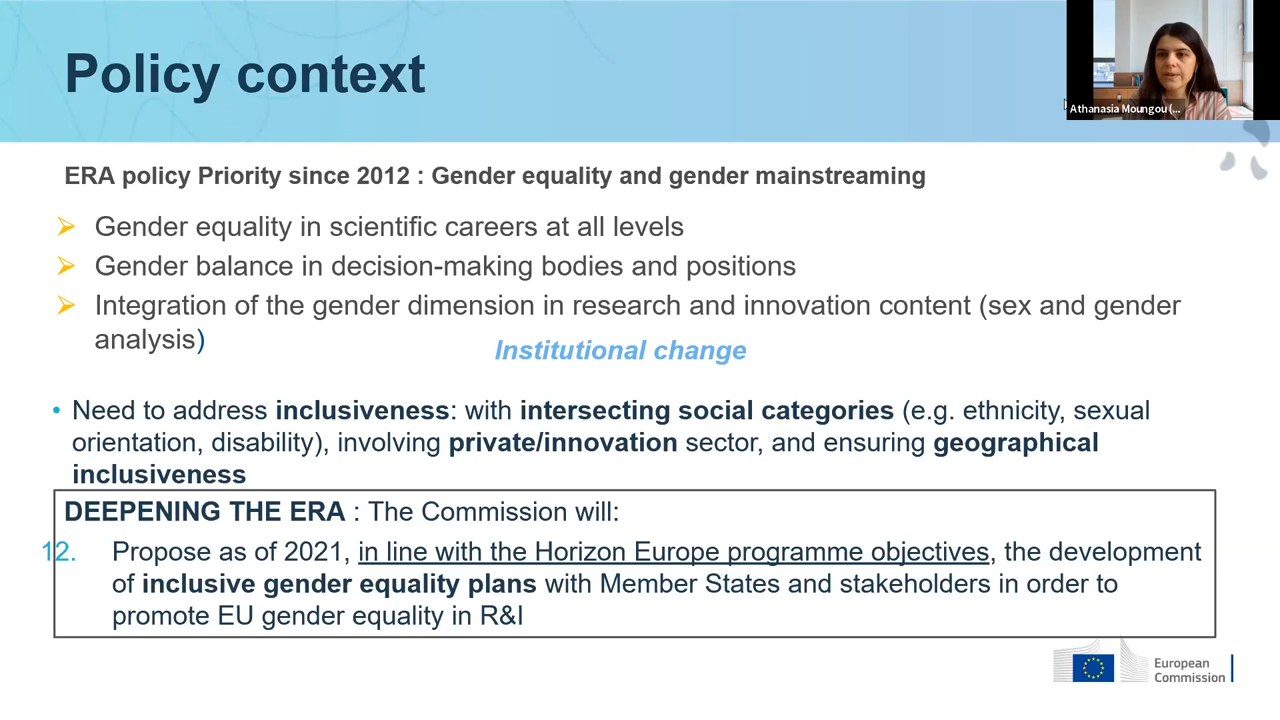 Policy context
Athanasia Moungou (...
ERA policy Priority since 2012 : Gender equality and gender mainstreaming
➢ Gender equality in scientific careers at all levels
➢ Gender balance in decision-making bodies and positions
➢ Integration of the gender dimension in research and innovation content (sex and gender
analysis)
Institutional change
• Need to address inclusiveness: with intersecting social categories (e.g. ethnicity, sexual
orientation, disability), involving private/innovation sector, and ensuring geographical
inclusiveness
DEEPENING THE ERA : The Commission will:
12. Propose as of 2021, in line with the Horizon Europe programme objectives, the development
of inclusive gender equality plans with Member States and stakeholders in order to
promote EU gender equality in R&I
European
Commission